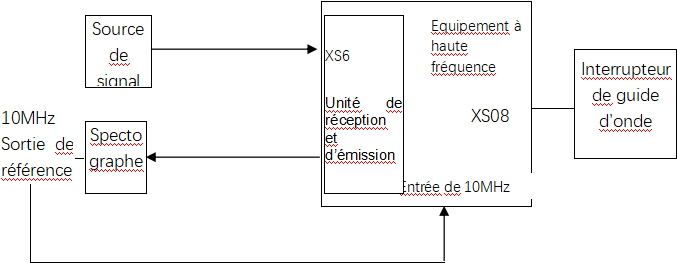 Source
de
signal
10MHz
Sortie de
référence
Specto
graphe
XS6
Unité de
réception
et
d'émission
Equipement à
haute
fréquence
XS08
Entrée de 10MHz
Interrupteur
de guide
d'onde